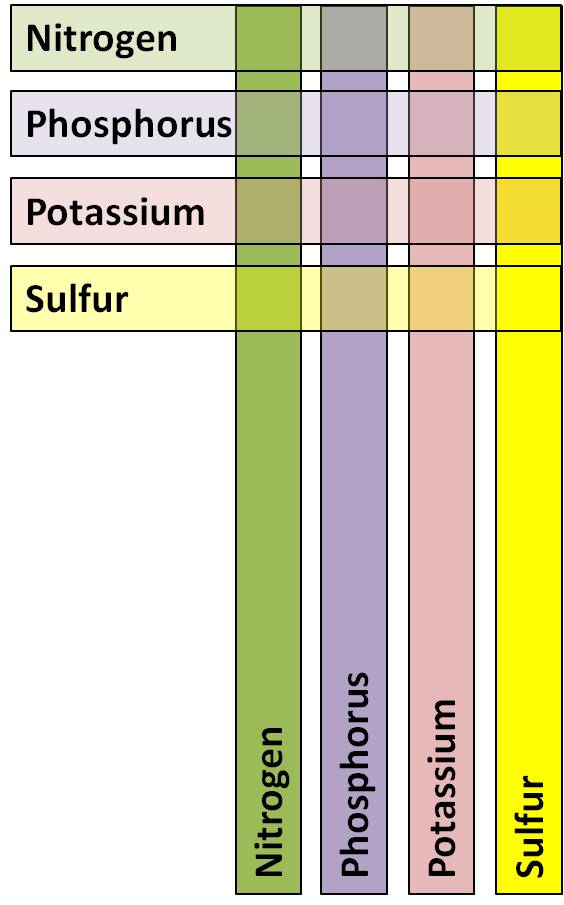 Nitrogen
Phosphorus
Potassium
Sulfur
Nitrogen
Phosphorus
Potassium
Sulfur